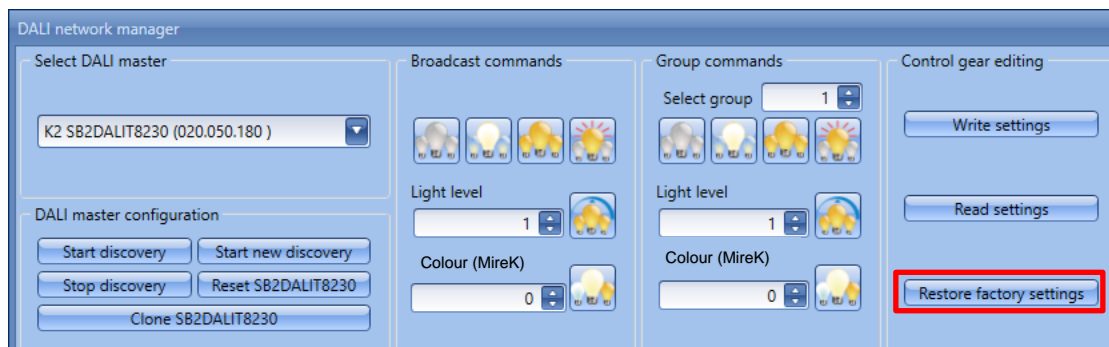 DALI network manager
Select DALI master
K2 SB2DALIT8230 (020.050.180 )
DALI master configuration
Start discovery
Start new discovery
Stop discovery
Reset SB2DALIT8230
Clone SB2DALIT8230
Broadcast commands
Light level
1
Colour (MireK)
0
Group commands
Select group
1
Light level
1
Colour (MireK)
0
Control gear editing
Write settings
Read settings
Restore factory settings